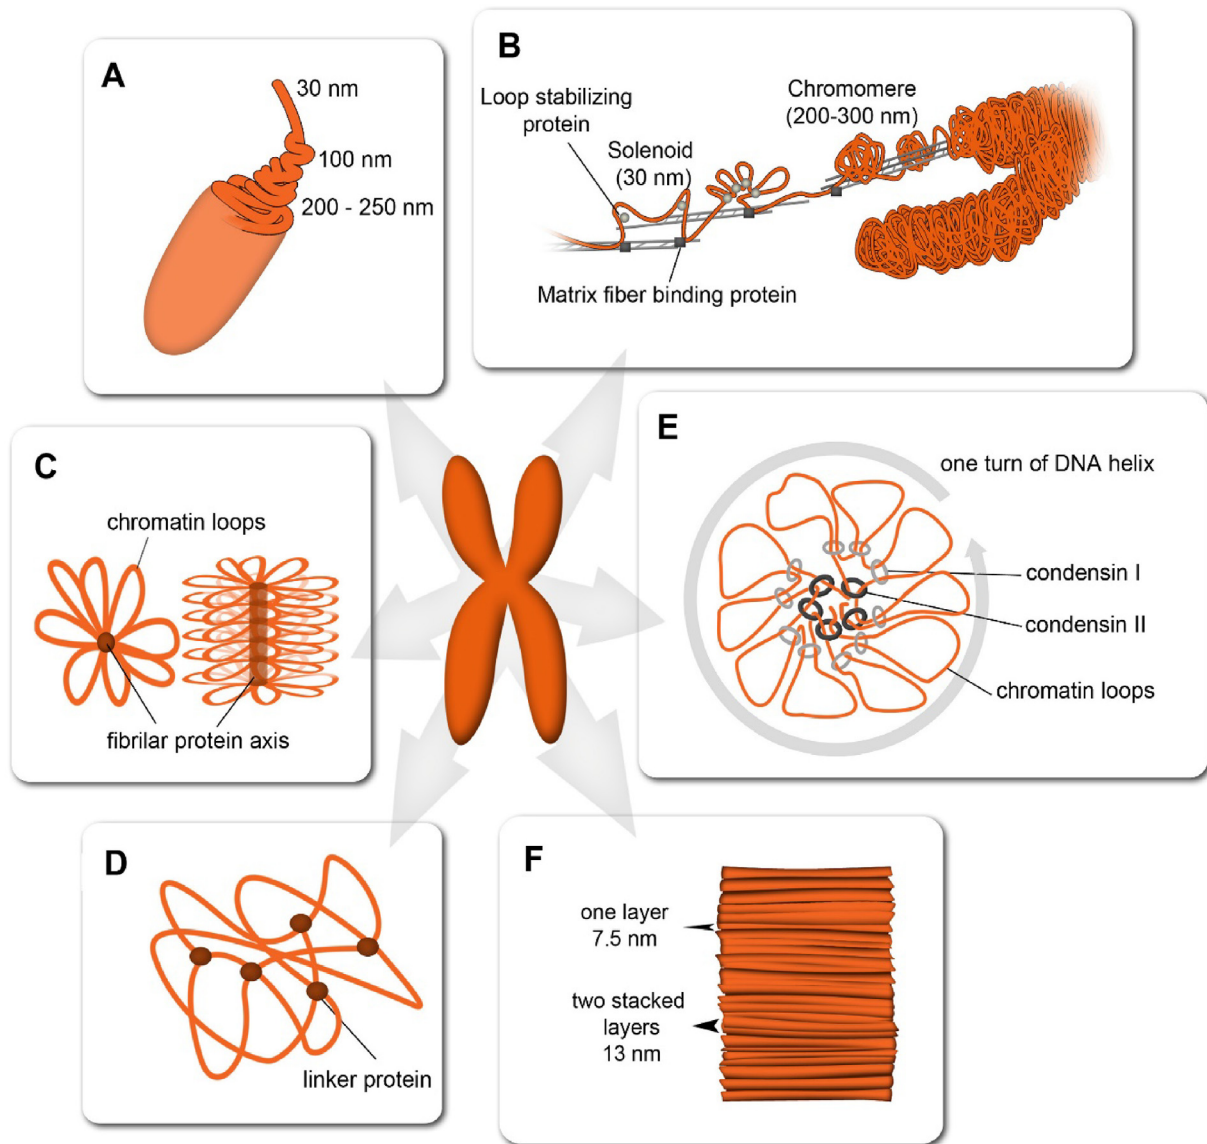 A
30 nm
100 nm
200 - 250 nm
B
Loop stabilizing
protein
Solenoid
(30 nm)
Chromomere
(200-300 nm)
Matrix fiber binding protein
C
chromatin loops
fibrilar protein axis
E
one turn of DNA helix
condensin I
condensin II
chromatin loops
D
linker protein
F
one layer
7.5 nm
two stacked
layers
13 nm